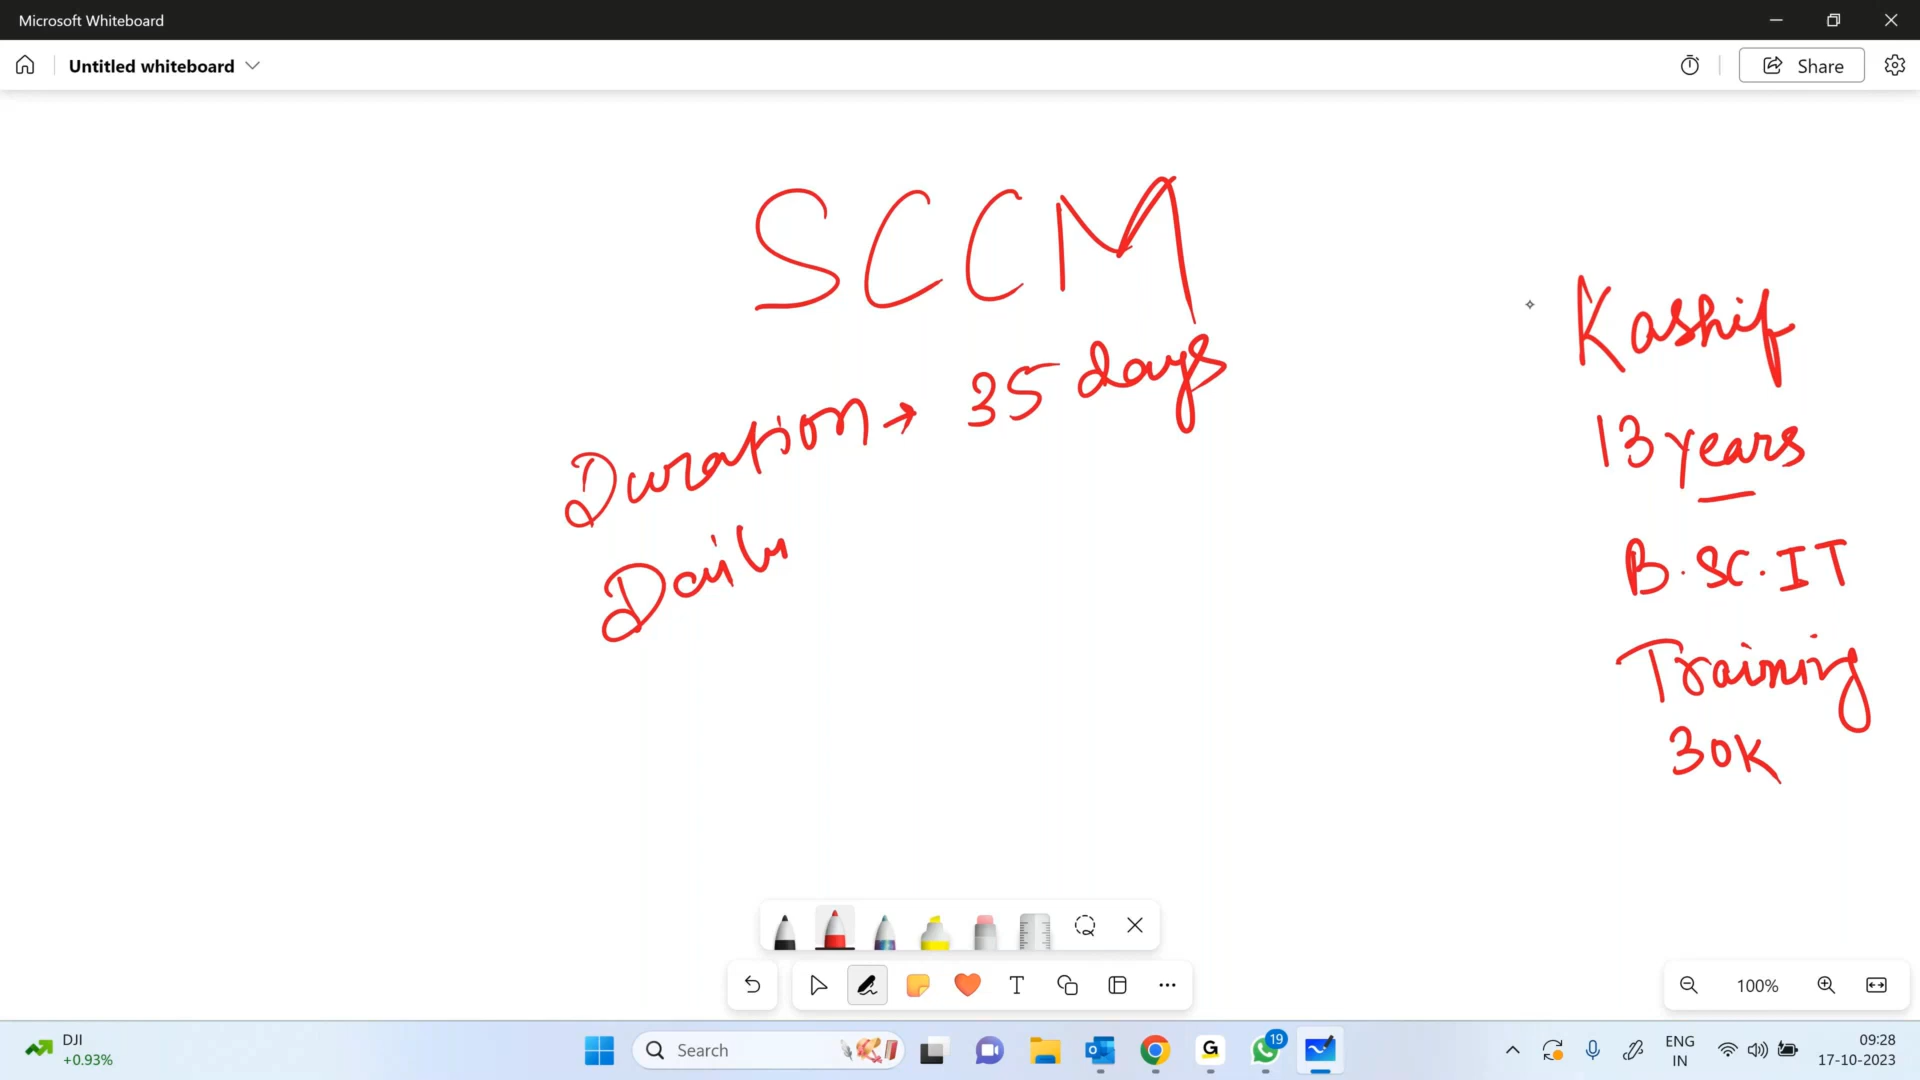 Microsoft Whiteboard
Untitled whiteboard
Share
SCCM
Duration → 35 days
Kashif
13 years
B.SC.IT
Training
30K
100%
DJI
+0.93%
Search
19
ENG
IN
09:28
17-10-2023